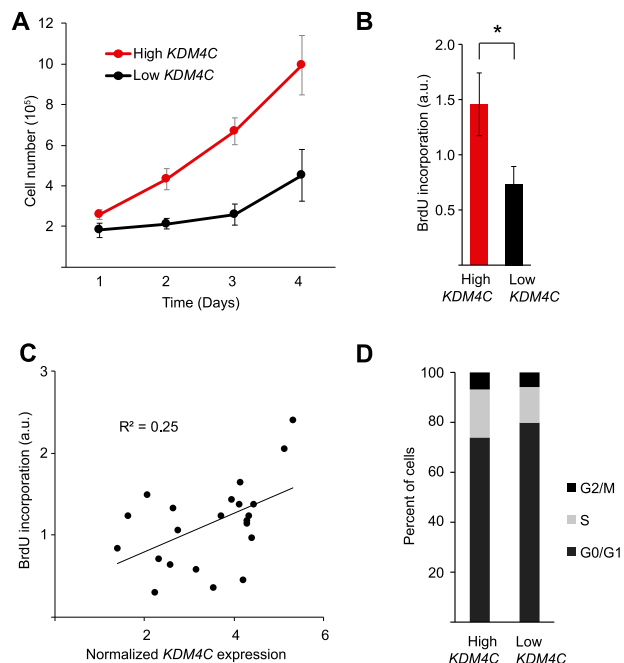 A
12
10
8
6
4
2
Cell number (10⁵)
High KDM4C
Low KDM4C
1 2 3 4
Time (Days)
B
*
2.0
1.5
1.0
0.5
BrdU incorporation (a.u.)
High
KDM4C
Low
KDM4C
C
3
2
1
BrdU incorporation (a.u.)
R² = 0.25
2 4 6
Normalized KDM4C expression
D
100
80
60
40
20
Percent of cells
G2/M
S
G0/G1
High
KDM4C
Low
KDM4C